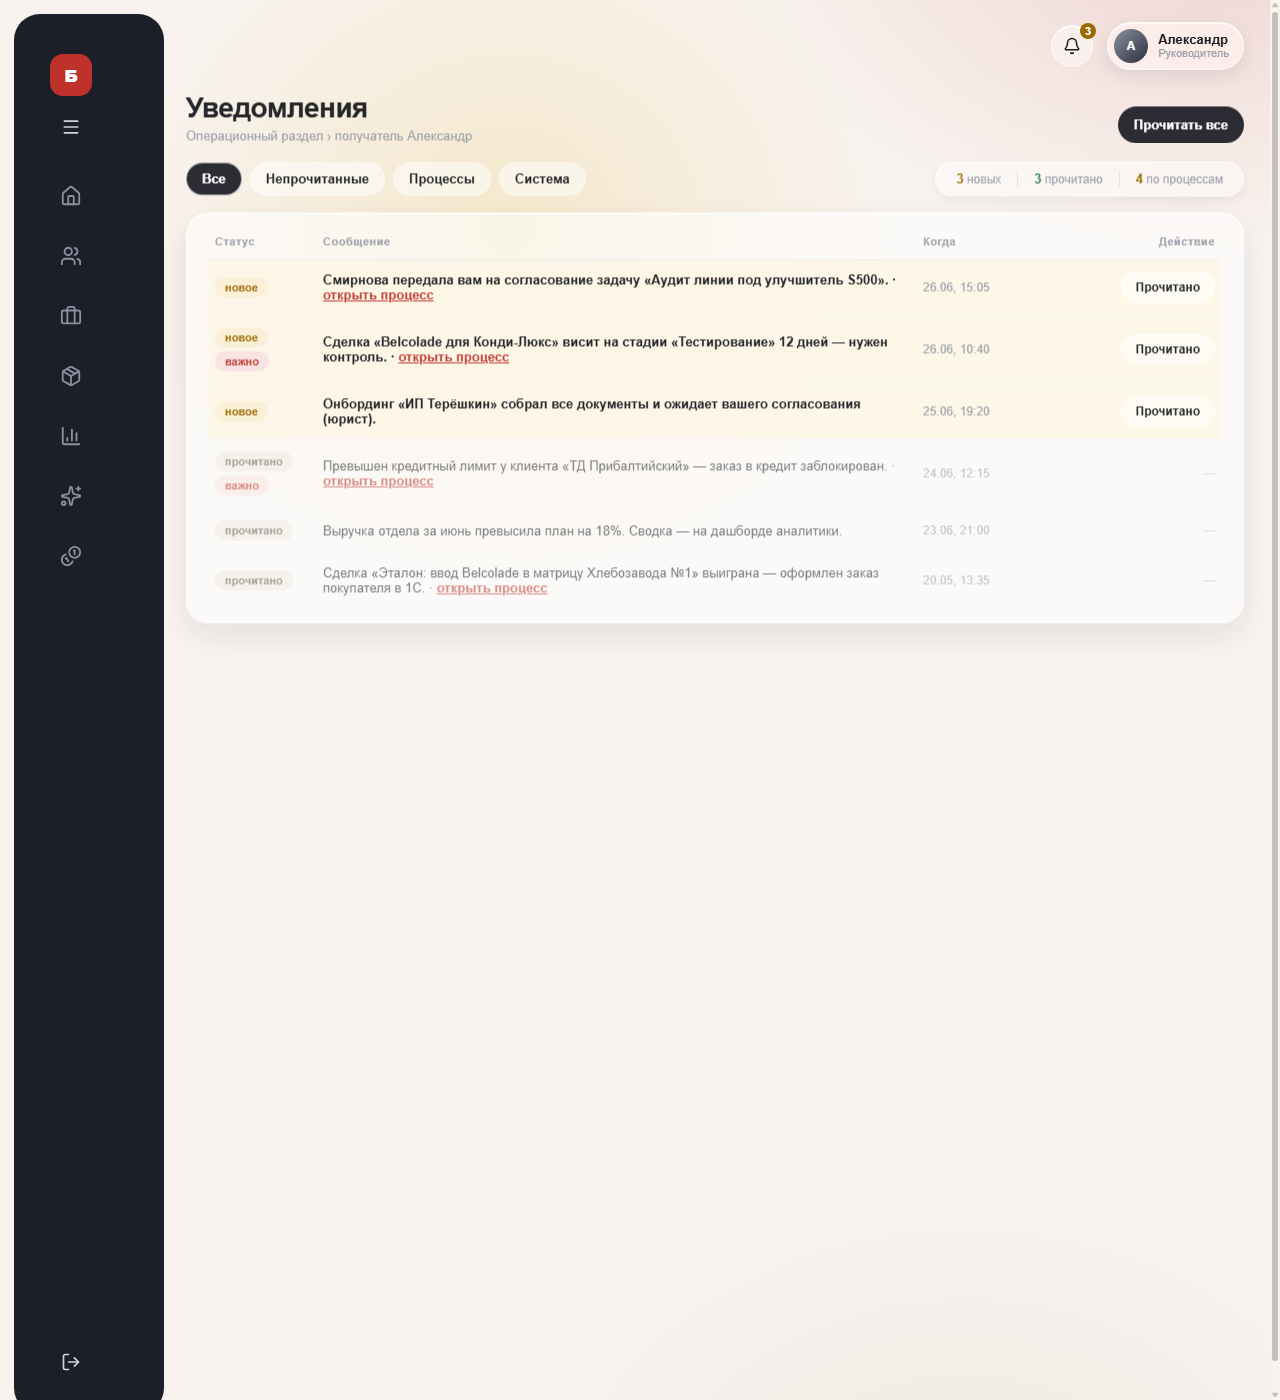 Б
3
А
Александр
Руководитель
Уведомления
Операционный раздел › получатель Александр
Прочитать все
Все
Непрочитанные
Процессы
Система
3 новых
3 прочитано
4 по процессам
Статус
Сообщение
Когда
Действие
новое
Смирнова передала вам на согласование задачу «Аудит линии под улучшитель S500». ·
открыть процесс
26.06, 15:05
Прочитано
новое
важно
Сделка «Belcolade для Конди-Люкс» висит на стадии «Тестирование» 12 дней — нужен
контроль. · открыть процесс
26.06, 10:40
Прочитано
новое
Онбординг «ИП Терёшкин» собрал все документы и ожидает вашего согласования
(юрист).
25.06, 19:20
Прочитано
прочитано
важно
Превышен кредитный лимит у клиента «ТД Прибалтийский» — заказ в кредит заблокирован. ·
открыть процесс
24.06, 12:15
—
прочитано
Выручка отдела за июнь превысила план на 18%. Сводка — на дашборде аналитики.
23.06, 21:00
—
прочитано
Сделка «Эталон: ввод Belcolade в матрицу Хлебозавода №1» выиграна — оформлен заказ
покупателя в 1С. · открыть процесс
20.05, 13:35
—